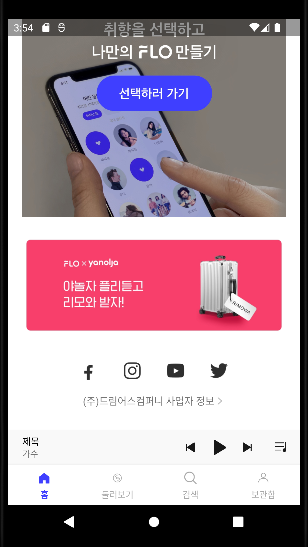 3:54
취향을 선택하고
나만의 FLO 만들기
선택하러 가기
FLO x yanolja
야놀자 플리듣고
리모와 받자!
(주)드림어스컴퍼니 사업자 정보 >
제목
가수
홈
둘러보기
검색
보관함